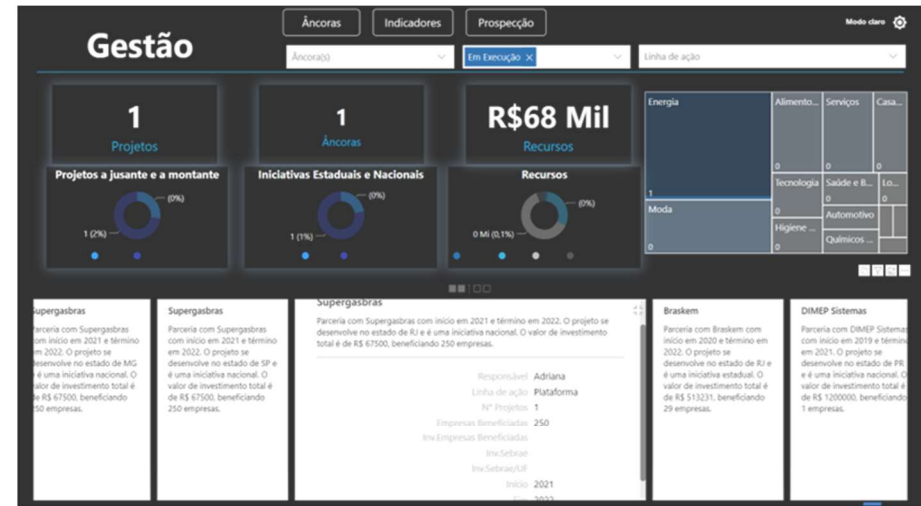 Gestão
Âncoras
Indicadores
Prospecção
Modo claro
Âncora(s)
Em Execução ×
Linha de ação
1
Projetos
1
Âncoras
R$68 Mil
Recursos
Projetos a jusante e a montante
(0%)
1 (2%)
Iniciativas Estaduais e Nacionais
(0%)
1 (1%)
Recursos
(0%)
0 Mi (0,1%)
Energia
1
Moda
0
Alimento...
0
Serviços
0
Casa...
0
Tecnologia
0
Saúde e B...
0
Lo...
0
Automotivo
Higiene ...
0
Químicos ...
Supergasbras
Parceria com Supergasbras
com início em 2021 e término
em 2022. O projeto se
desenvolve no estado de MG
e é uma iniciativa nacional. O
valor de investimento total é
de R$ 67500, beneficiando
250 empresas.
Supergasbras
Parceria com Supergasbras
com início em 2021 e término
em 2022. O projeto se
desenvolve no estado de SP e
é uma iniciativa nacional. O
valor de investimento total é
de R$ 67500, beneficiando
250 empresas.
Supergasbras
Parceria com Supergasbras com início em 2021 e término em 2022. O projeto se
desenvolve no estado de RJ e é uma iniciativa nacional. O valor de investimento
total é de R$ 67500, beneficiando 250 empresas.
Responsável Adriana
Linha de ação Plataforma
Nº Projetos 1
Empresas Beneficiadas 250
Inv.Empresas Beneficiadas
Inv.Sebrae
Inv.Sebrae/UF
Início 2021
Fim 2022
Braskem
Parceria com Braskem com
início em 2020 e término em
2022. O projeto se
desenvolve no estado de RJ e
é uma iniciativa estadual. O
valor de investimento total é
de R$ 513231, beneficiando
29 empresas.
DIMEP Sistemas
Parceria com DIMEP Sistemas
com início em 2019 e término
em 2021. O projeto se
desenvolve no estado de PR
e é uma iniciativa nacional. O
valor de investimento total é
de R$ 1200000, beneficiando
1 empresas.